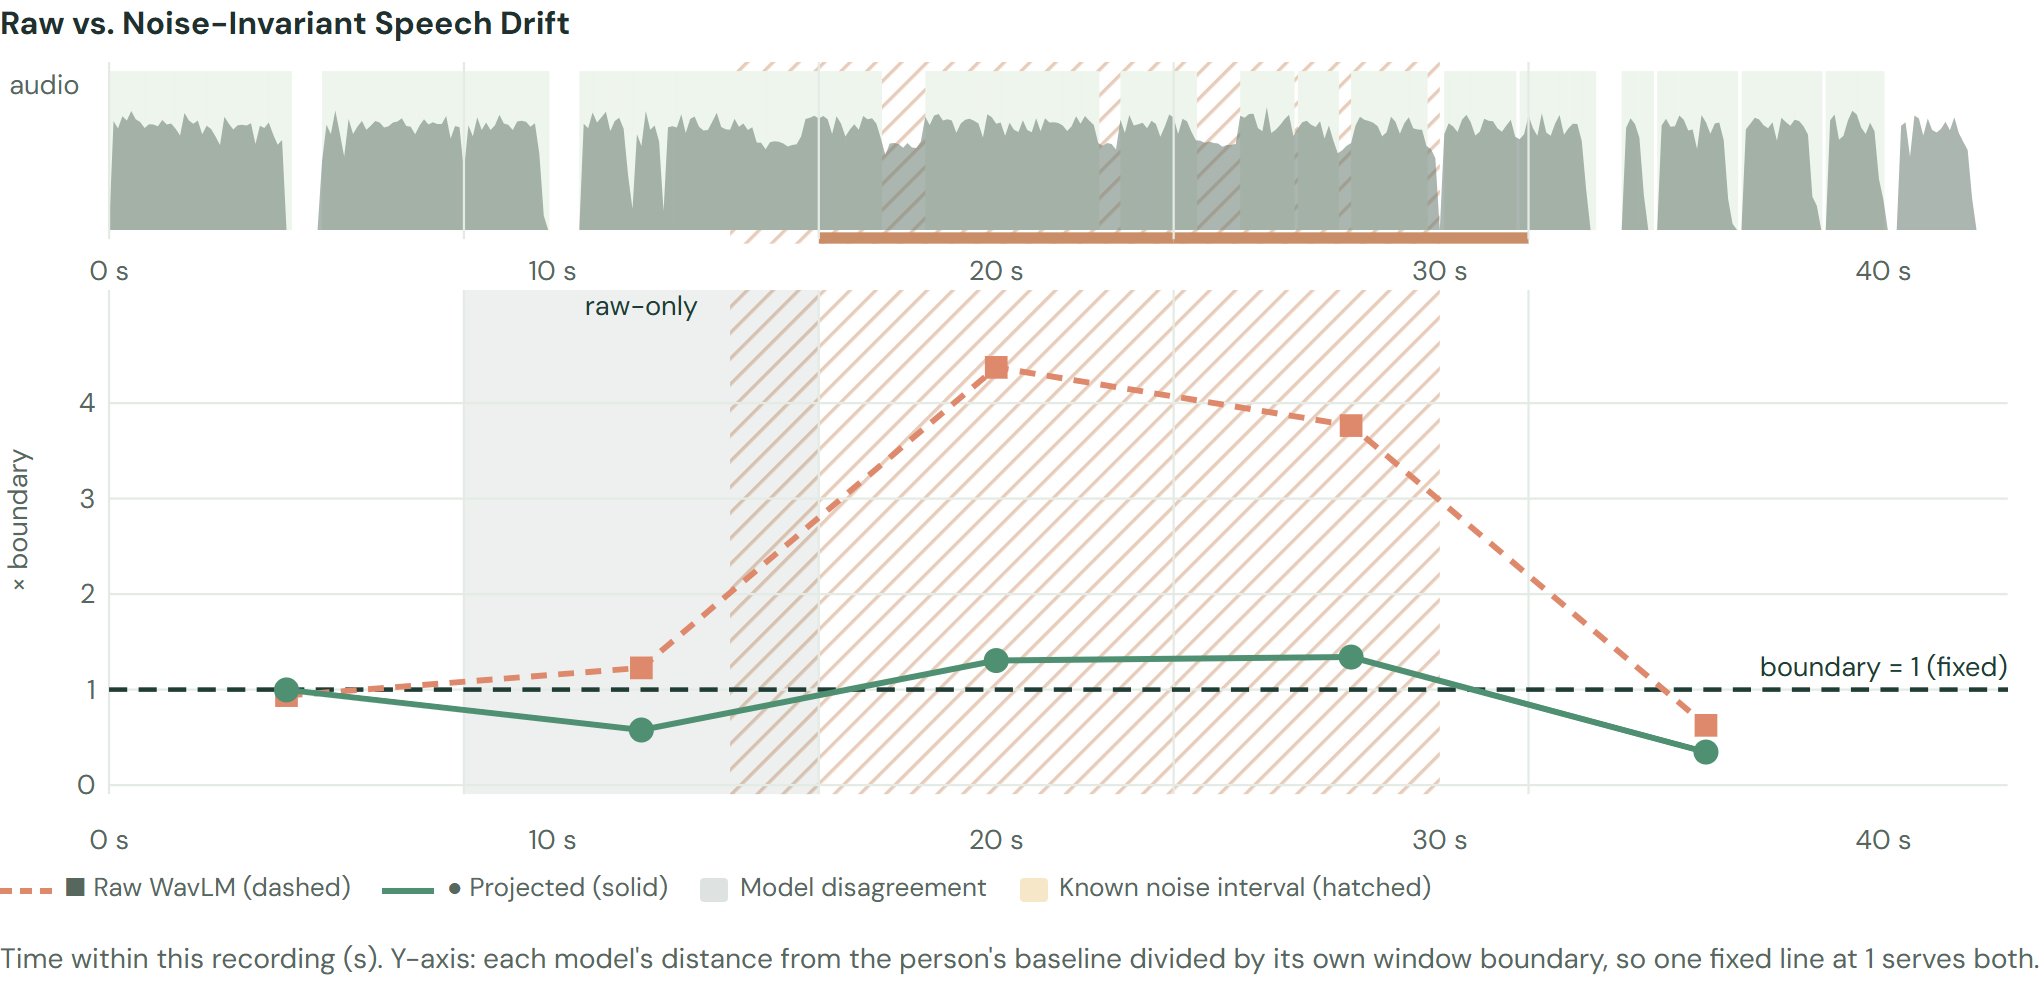 Raw vs. Noise-Invariant Speech Drift
audio
0 s 10 s 20 s 30 s 40 s
raw-only
4
3
2
1
0
× boundary
boundary = 1 (fixed)
0 s 10 s 20 s 30 s 40 s
Raw WavLM (dashed) Projected (solid) Model disagreement Known noise interval (hatched)
Time within this recording (s). Y-axis: each model's distance from the person's baseline divided by its own window boundary, so one fixed line at 1 serves both.